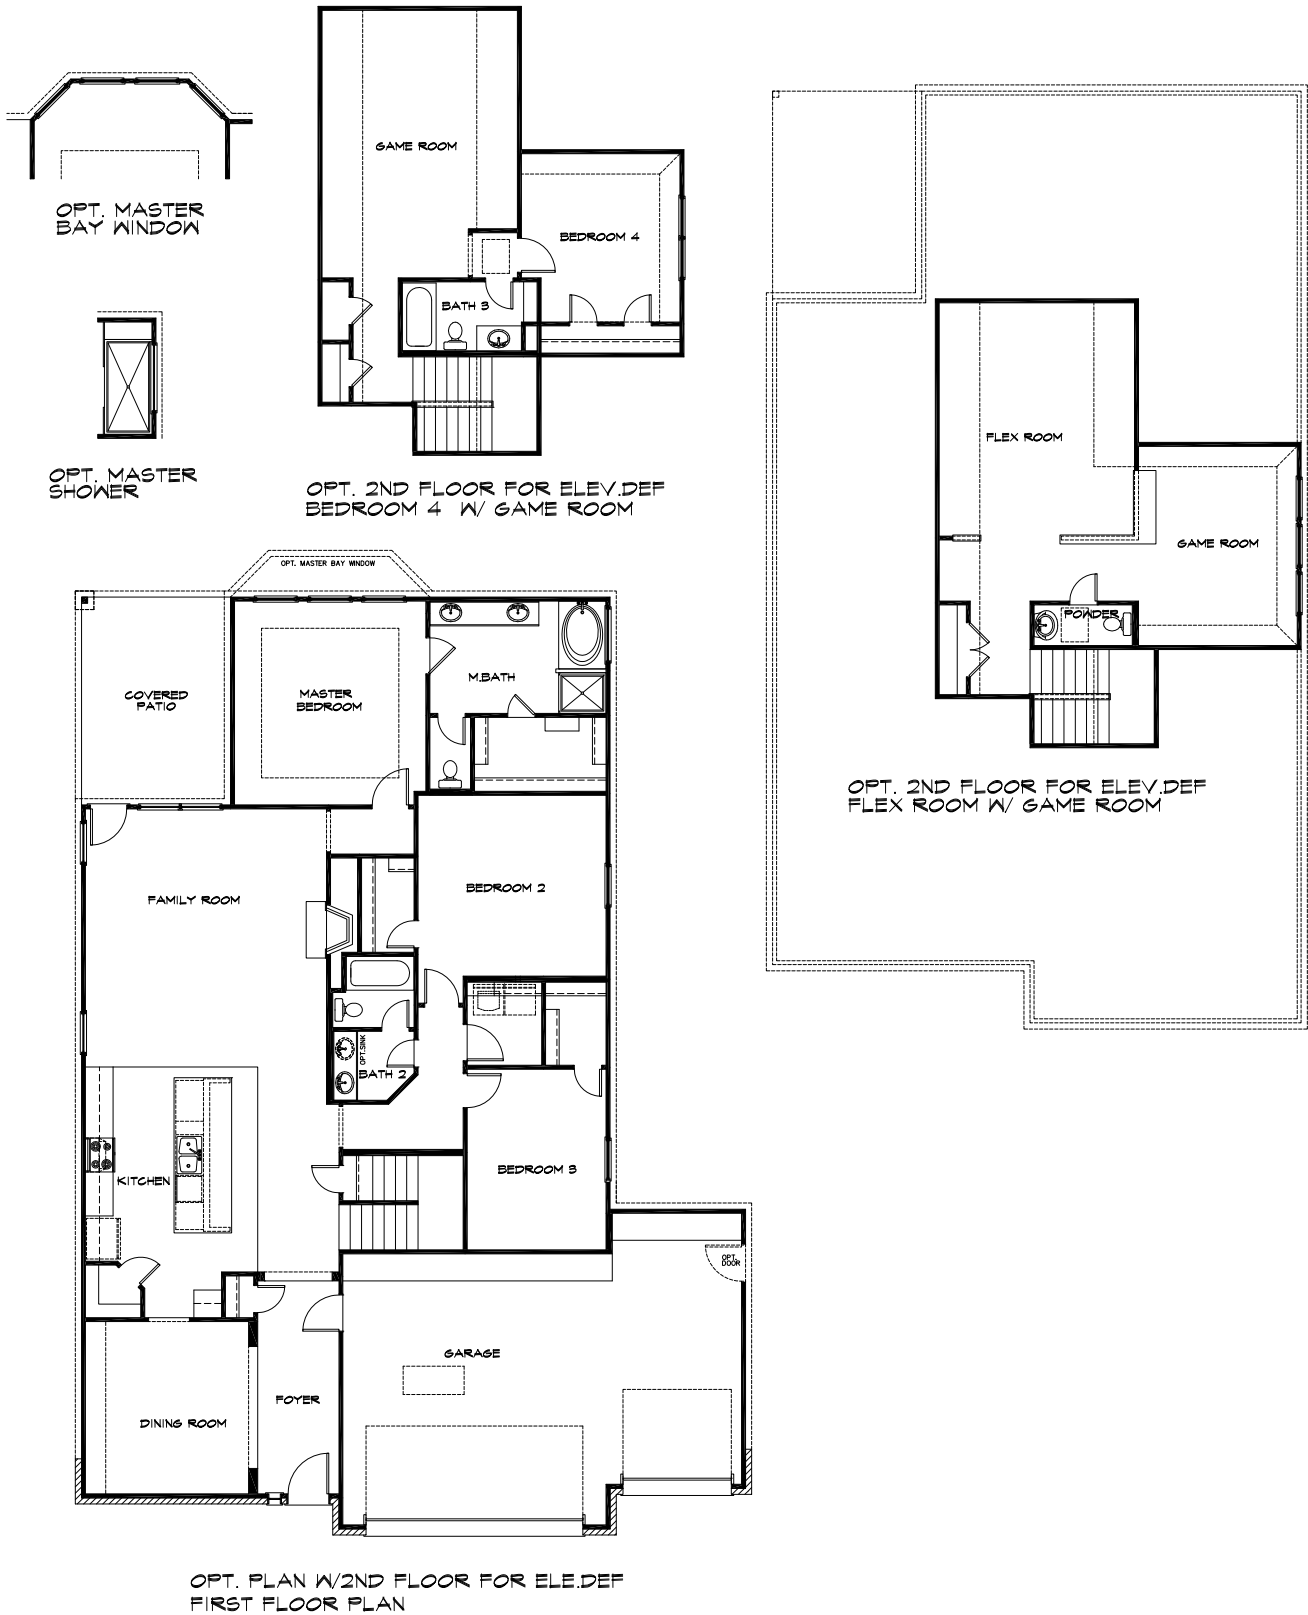 OPT. MASTER
BAY WINDOW
OPT. MASTER
SHOWER
GAME ROOM
BEDROOM 4
BATH 3
OPT. 2ND FLOOR FOR ELEV.DEF
BEDROOM 4 W/ GAME ROOM
FLEX ROOM
GAME ROOM
POWDER
OPT. 2ND FLOOR FOR ELEV.DEF
FLEX ROOM W/ GAME ROOM
OPT. MASTER BAY WINDOW
COVERED
PATIO
MASTER
BEDROOM
M.BATH
FAMILY ROOM
BEDROOM 2
OPT.SINK
BATH 2
KITCHEN
BEDROOM 3
OPT.
DOOR
GARAGE
FOYER
DINING ROOM
OPT. PLAN W/2ND FLOOR FOR ELE.DEF
FIRST FLOOR PLAN